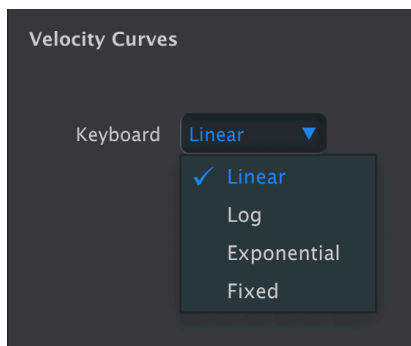 Velocity Curves
Keyboard Linear
Linear
Log
Exponential
Fixed